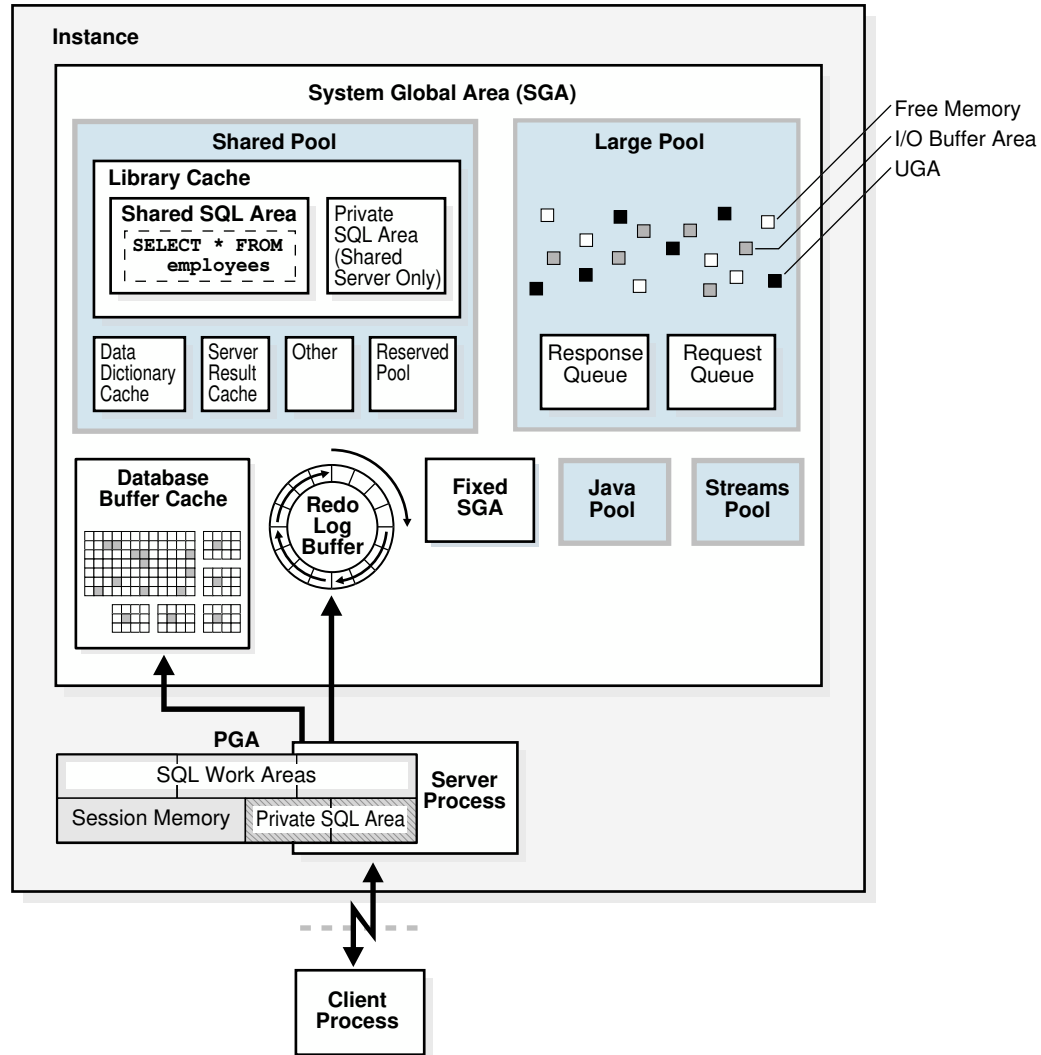 Instance
System Global Area (SGA)
Shared Pool
Library Cache
Shared SQL Area
SELECT * FROM
employees
Private
SQL Area
(Shared
Server Only)
Data
Dictionary
Cache
Server
Result
Cache
Other
Reserved
Pool
Large Pool
Free Memory
I/O Buffer Area
UGA
Response
Queue
Request
Queue
Database
Buffer Cache
Redo
Log
Buffer
Fixed
SGA
Java
Pool
Streams
Pool
PGA
SQL Work Areas
Session Memory
Private SQL Area
Server
Process
Client
Process